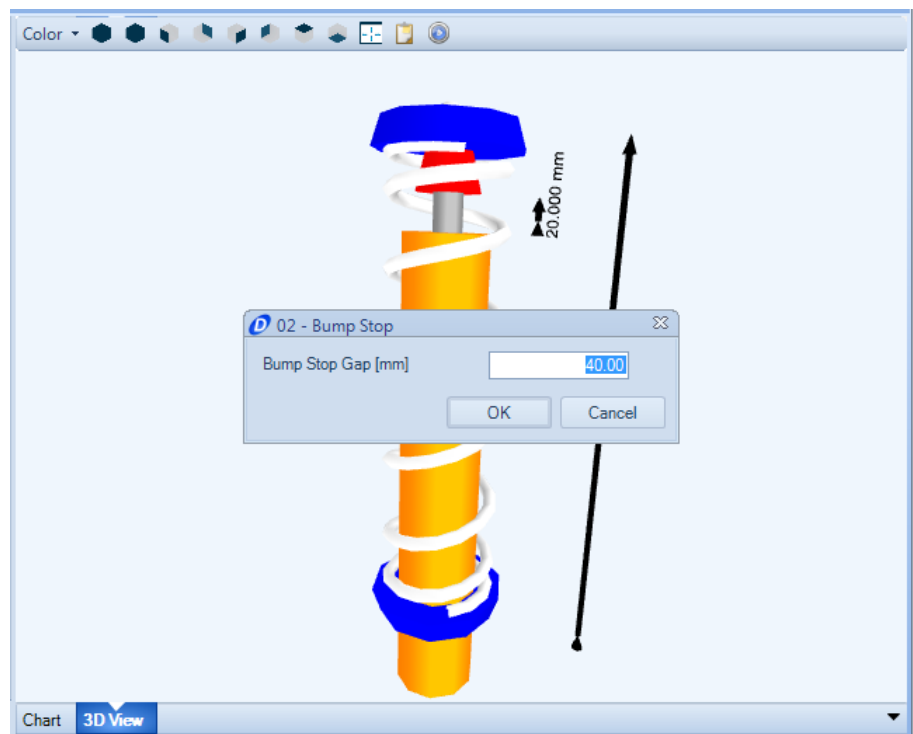 Color
20.000 mm
02 - Bump Stop
Bump Stop Gap [mm]
40.00
OK
Cancel
Chart
3D View